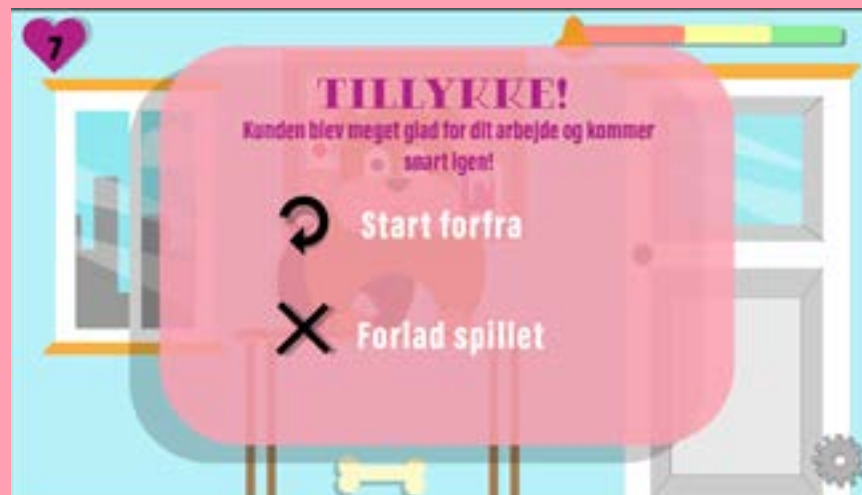 7
TILLYKKE!
Kunden blev meget glad for dit arbejde og kommer
snart igen!
Start forfra
Forlad spillet